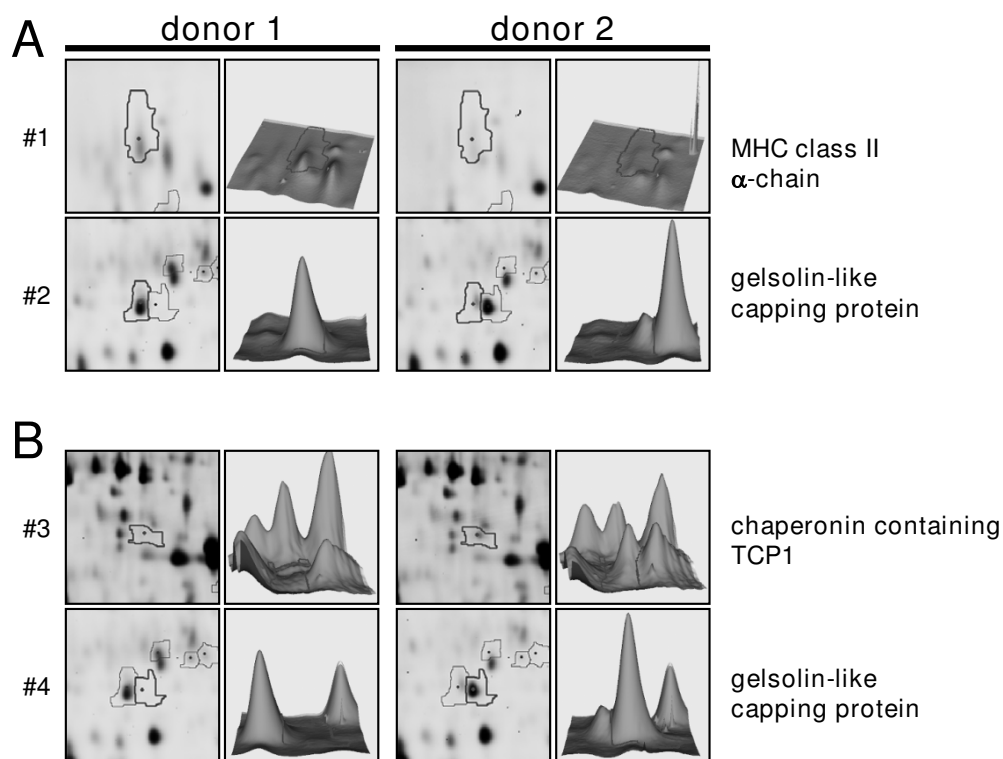 A
donor 1
donor 2
#1
MHC class II
α-chain
#2
gelsolin-like
capping protein
B
#3
chaperonin containing
TCP1
#4
gelsolin-like
capping protein